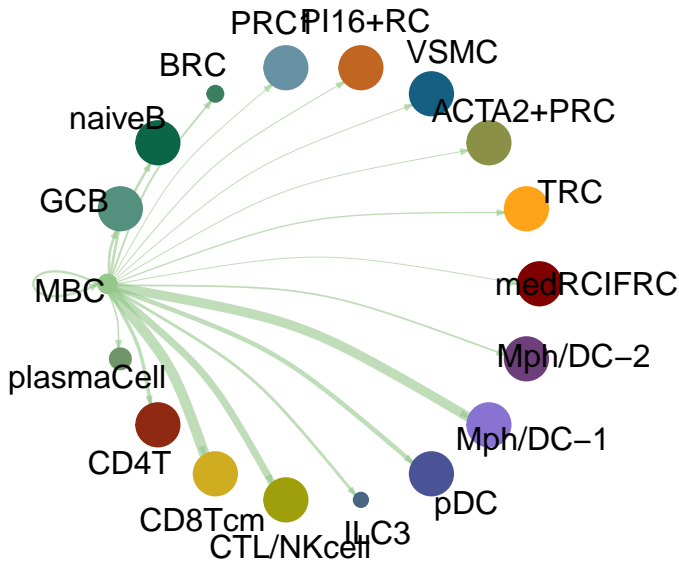 PRC1
PI16+RC
VSMC
BRC
ACTA2+PRC
naiveB
TRC
GCB
medRCIFRC
MBC
Mph/DC−2
plasmaCell
Mph/DC−1
CD4T
pDC
CD8Tcm
ILC3
CTL/NKcell